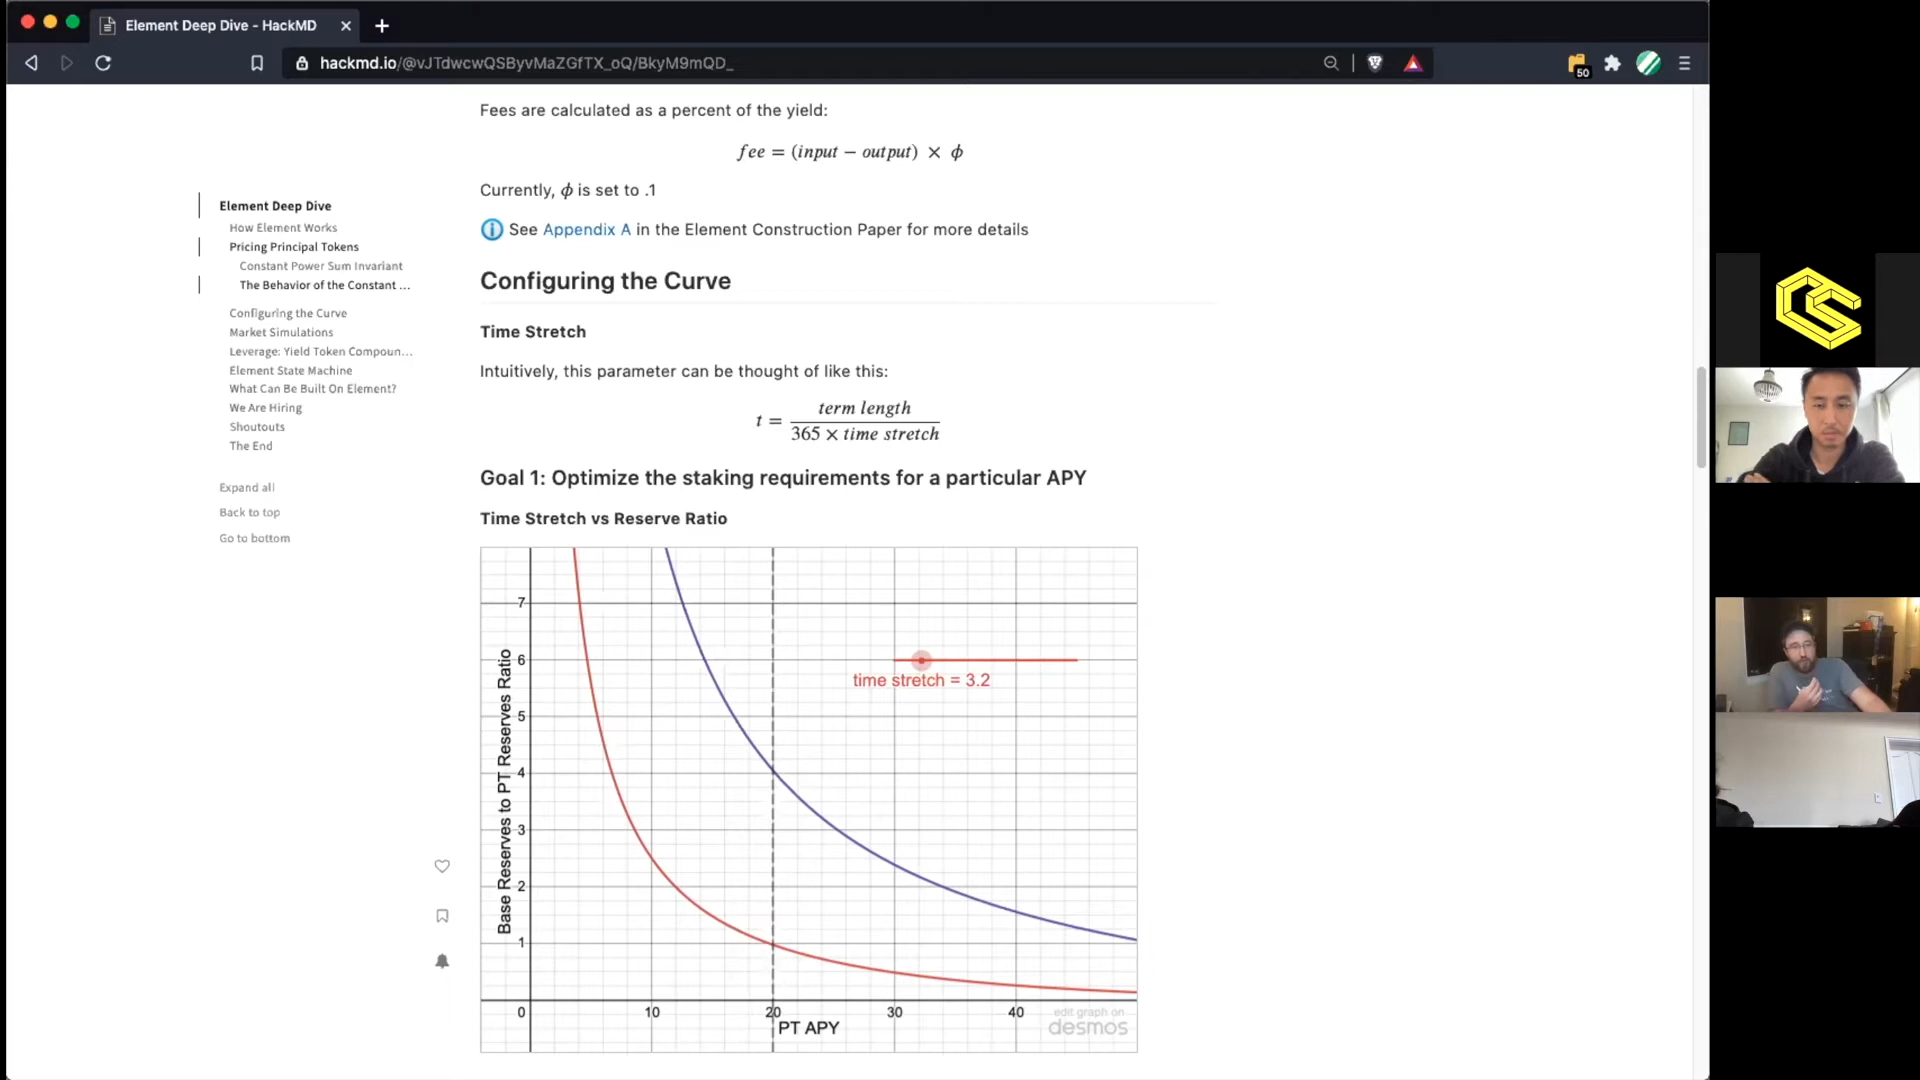 Element Deep Dive - HackMD
hackmd.io/@vJTdwcwQSByvMaZGfTX_oQ/BkyM9mQD_
50
Fees are calculated as a percent of the yield:
fee = (input − output) × ϕ
Currently, ϕ is set to .1
See Appendix A in the Element Construction Paper for more details
Element Deep Dive
How Element Works
Pricing Principal Tokens
Constant Power Sum Invariant
The Behavior of the Constant ...
Configuring the Curve
Market Simulations
Leverage: Yield Token Compoun...
Element State Machine
What Can Be Built On Element?
We Are Hiring
Shoutouts
The End
Expand all
Back to top
Go to bottom
Configuring the Curve
Time Stretch
Intuitively, this parameter can be thought of like this:
t = term length
365 × time stretch
Goal 1: Optimize the staking requirements for a particular APY
Time Stretch vs Reserve Ratio
Base Reserves to PT Reserves Ratio
7
6
5
4
3
2
1
time stretch = 3.2
0
10
20
30
40
PT APY
edit graph on
desmos